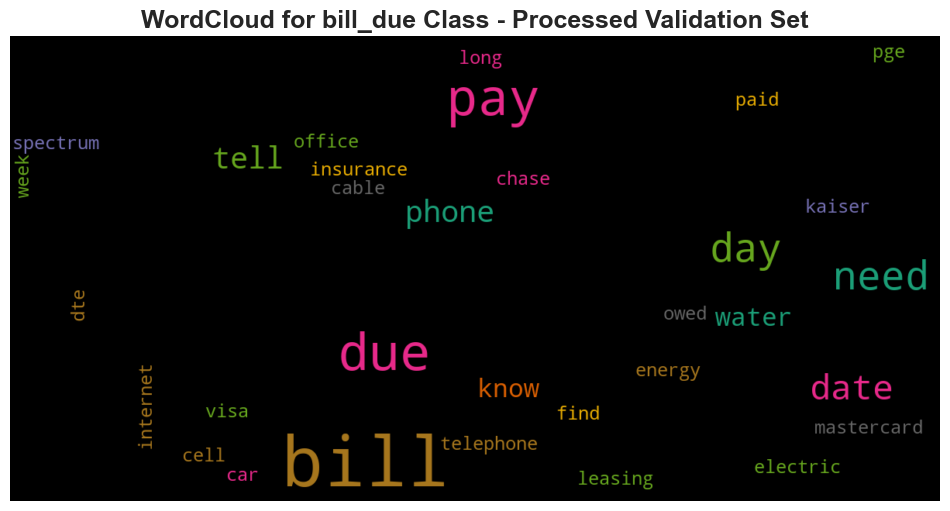 WordCloud for bill_due Class - Processed Validation Set
long
pge
pay
paid
spectrum
office
tell
week
insurance
cable
chase
phone
kaiser
day
need
dte
owed
water
due
energy
know
date
internet
visa
find
mastercard
cell
telephone
bill
car
electric
leasing